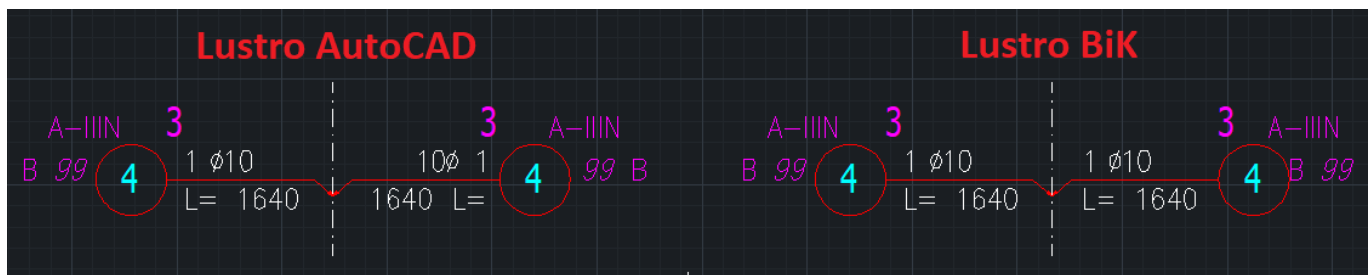 Lustro AutoCAD Lustro BiK
A-IIIN 3 3 A-IIIN A-IIIN 3 3 A-IIIN
B 99 4 1 ø10 10ø 1 4 99 B B 99 4 1 ø10 1 ø10 4 B 99
L= 1640 1640 L= L= 1640 L= 1640